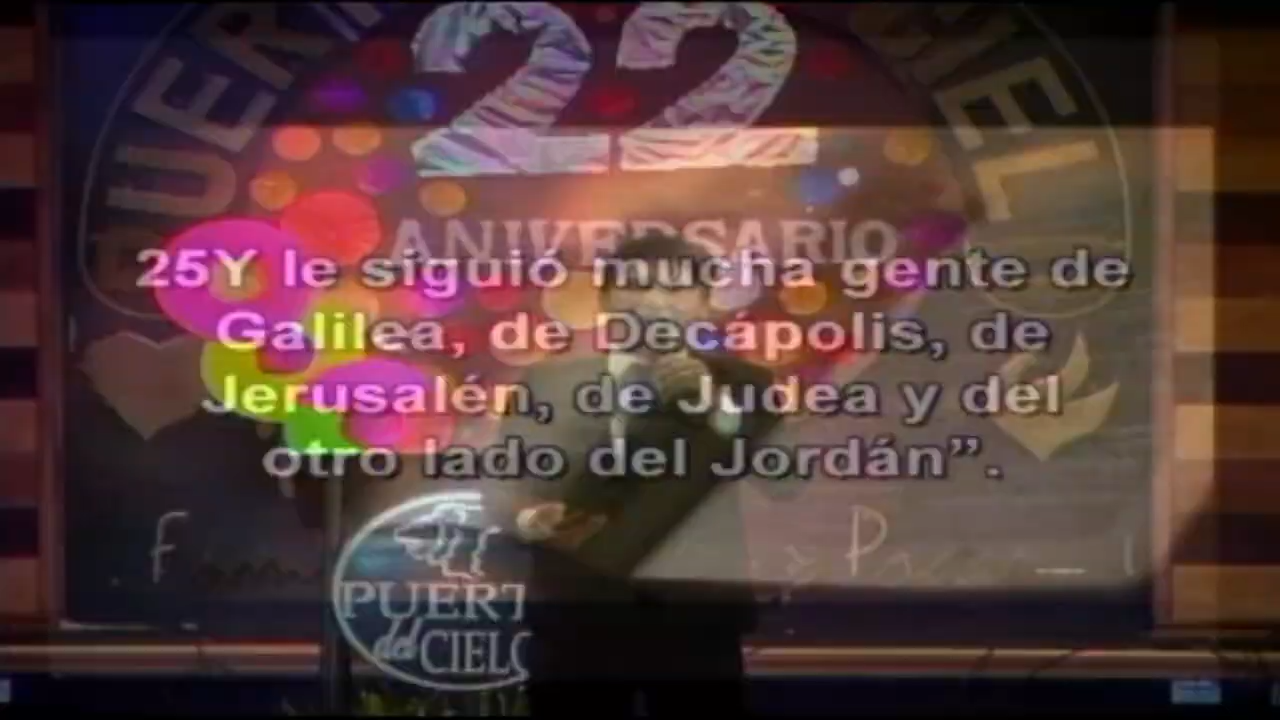 22
ANIVERSARIO
25Y le siguió mucha gente de
Galilea, de Decápolis, de
Jerusalén, de Judea y del
otro lado del Jordán”.
PUERT
del
CIELO